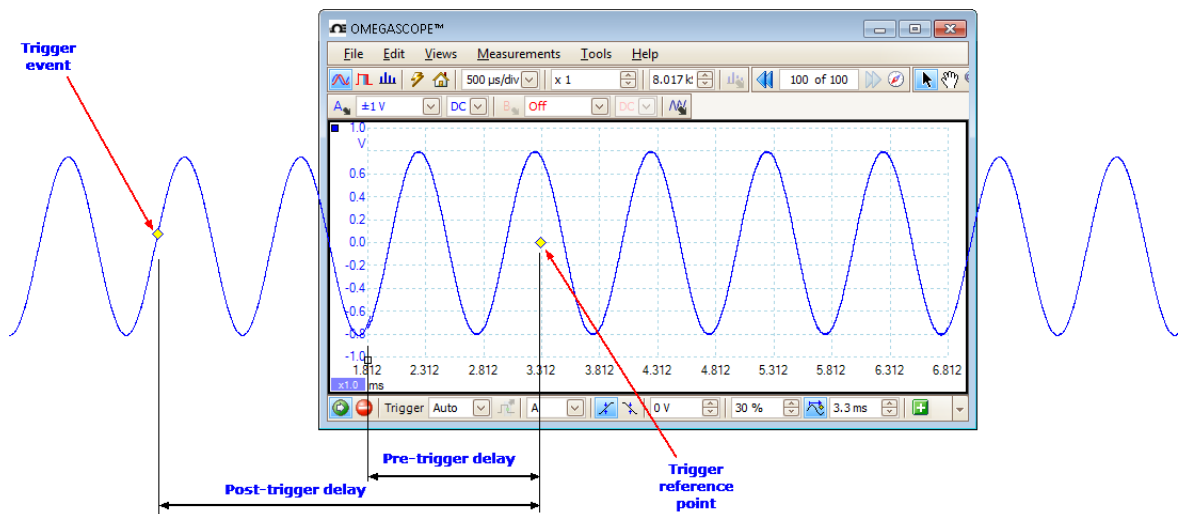 OMEGASCOPE™
File Edit Views Measurements Tools Help
500 µs/div x 1 8.017 k 100 of 100
A ±1 V DC B Off DC
Trigger
event
1.0
V
0.6
0.4
0.2
0.0
-0.2
-0.4
-0.6
-0.8
-1.0
1.812 2.312 2.812 3.312 3.812 4.313 4.812 5.312 5.812 6.312 6.812
x1.0 ms
Trigger Auto A 0 V 30 % 3.3 ms
Pre-trigger delay
Post-trigger delay
Trigger
reference
point